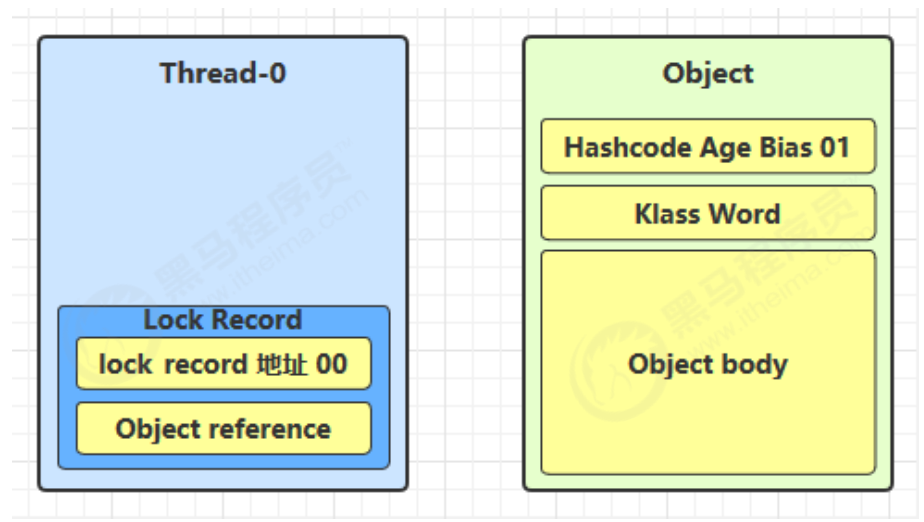 Thread-0
Lock Record
lock record 地址 00
Object reference
Object
Hashcode Age Bias 01
Klass Word
Object body
黑马程序员
www.itheima.com
黑马程序员
www.itheima.com